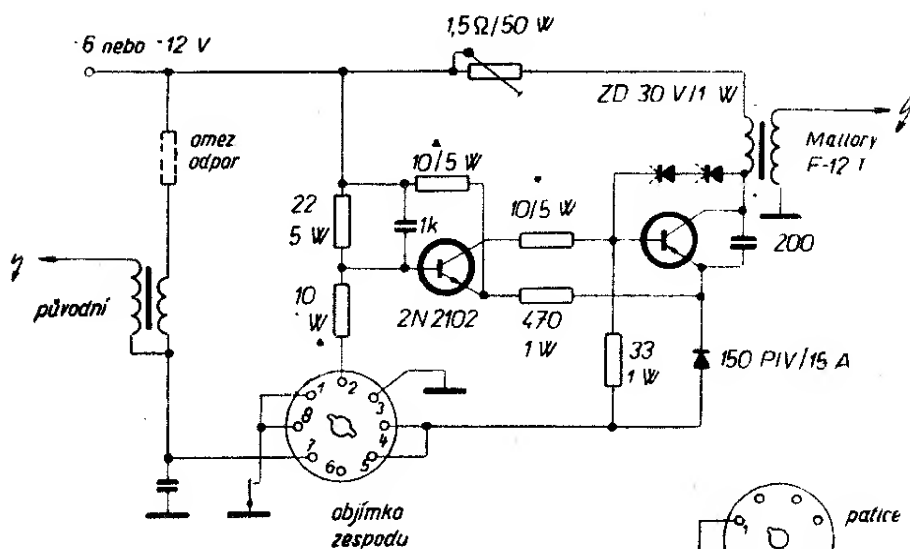 -6 nebo -12 V
1,5 Ω/50 W
ZD 30 V/1 W
Mallory
F-12 T
omez
odpor
10/5 W
22
5 W
1k
10/5 W
200
původní
10
W
2N 2102
470
1 W
33
1 W
150 PIV/15 A
1
2
3
4
5
6
7
8
objímka
zespodu
1
patice